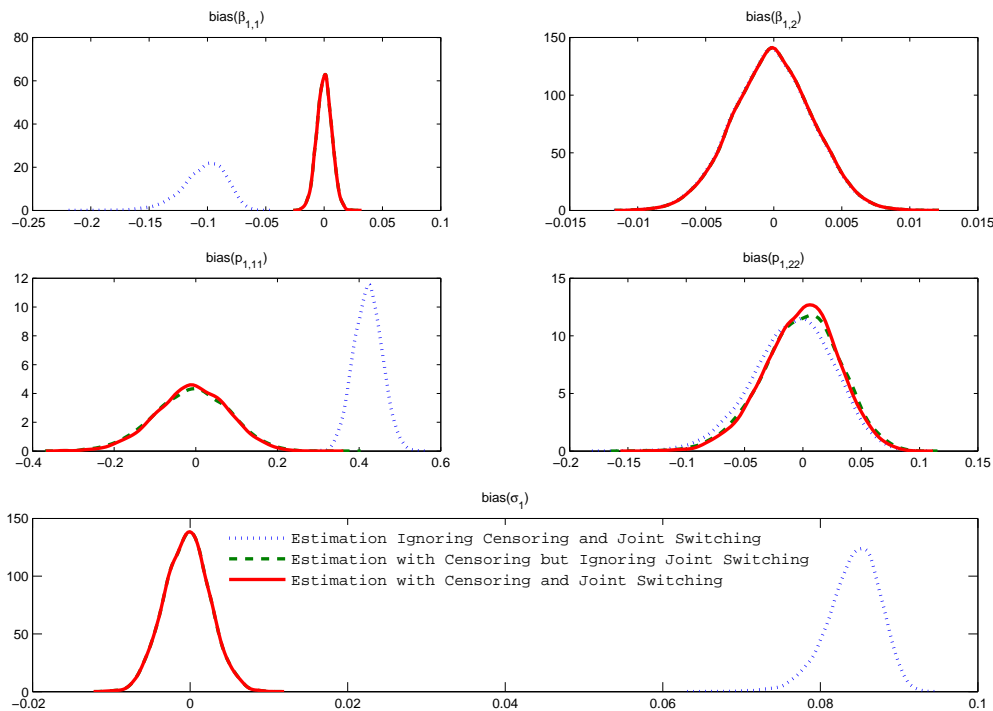 bias(β1,1)
80
60
40
20
0
−0.25 −0.2 −0.15 −0.1 −0.05 0 0.05 0.1
bias(β1,2)
150
100
50
0
−0.015 −0.01 −0.005 0 0.005 0.01 0.015
bias(p1,11)
12
10
8
6
4
2
0
−0.4 −0.2 0 0.2 0.4 0.6
bias(p1,22)
15
10
5
0
−0.2 −0.15 −0.1 −0.05 0 0.05 0.1 0.15
bias(σ1)
150
100
50
0
Estimation Ignoring Censoring and Joint Switching
Estimation with Censoring but Ignoring Joint Switching
Estimation with Censoring and Joint Switching
−0.02 0 0.02 0.04 0.06 0.08 0.1